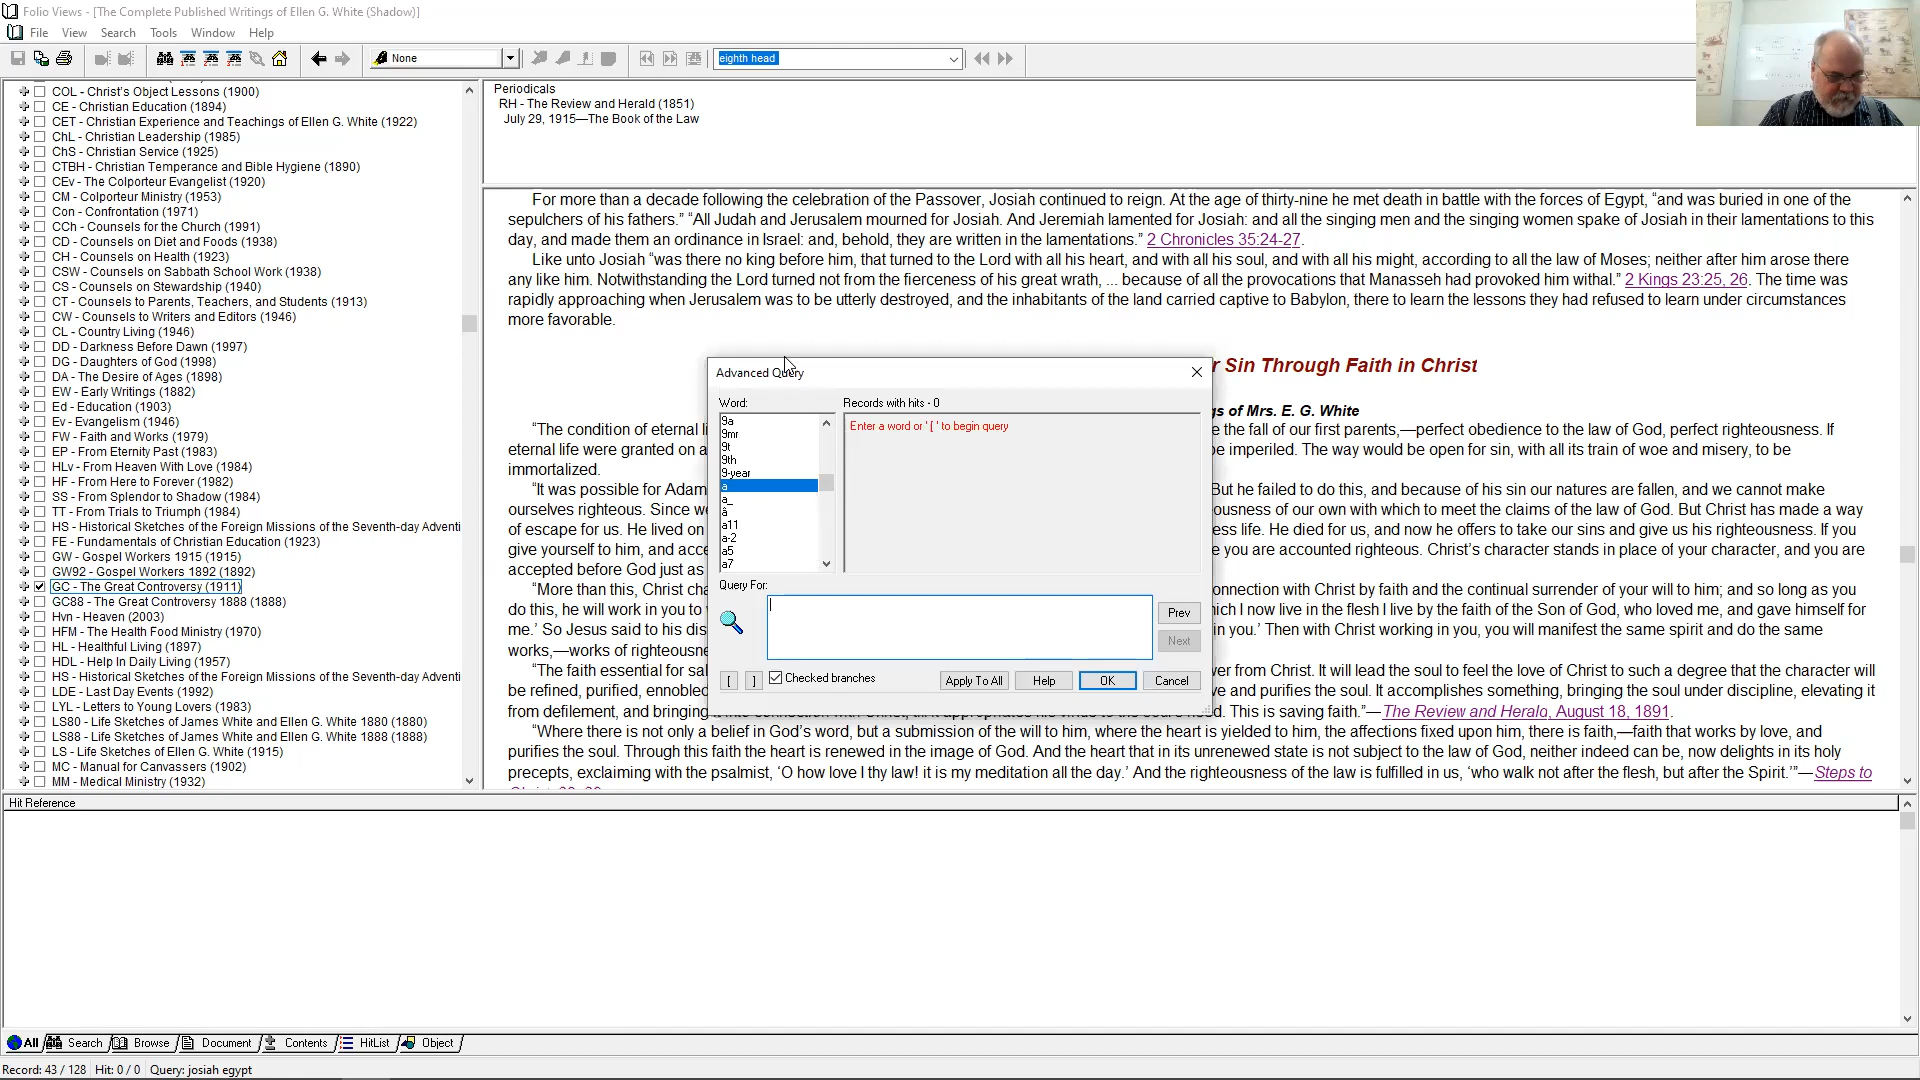 Folio Views - [The Complete Published Writings of Ellen G. White (Shadow)]
File View Search Tools Window Help
None
eighth head
COL - Christ's Object Lessons (1900)
CE - Christian Education (1894)
CET - Christian Experience and Teachings of Ellen G. White (1922)
ChL - Christian Leadership (1985)
ChS - Christian Service (1925)
CTBH - Christian Temperance and Bible Hygiene (1890)
CEv - The Colporteur Evangelist (1920)
CM - Colporteur Ministry (1953)
Con - Confrontation (1971)
CCh - Counsels for the Church (1991)
CD - Counsels on Diet and Foods (1938)
CH - Counsels on Health (1923)
CSW - Counsels on Sabbath School Work (1938)
CS - Counsels on Stewardship (1940)
CT - Counsels to Parents, Teachers, and Students (1913)
CW - Counsels to Writers and Editors (1946)
CL - Country Living (1946)
DD - Darkness Before Dawn (1997)
DG - Daughters of God (1998)
DA - The Desire of Ages (1898)
EW - Early Writings (1882)
Ed - Education (1903)
Ev - Evangelism (1946)
FW - Faith and Works (1979)
EP - From Eternity Past (1983)
HLv - From Heaven With Love (1984)
HF - From Here to Forever (1982)
SS - From Splendor to Shadow (1984)
TT - From Trials to Triumph (1984)
HS - Historical Sketches of the Foreign Missions of the Seventh-day Adventi
FE - Fundamentals of Christian Education (1923)
GW - Gospel Workers 1915 (1915)
GW92 - Gospel Workers 1892 (1892)
GC - The Great Controversy (1911)
GC88 - The Great Controversy 1888 (1888)
Hvn - Heaven (2003)
HFM - The Health Food Ministry (1970)
HL - Healthful Living (1897)
HDL - Help In Daily Living (1957)
HS - Historical Sketches of the Foreign Missions of the Seventh-day Adventi
LDE - Last Day Events (1992)
LYL - Letters to Young Lovers (1983)
LS80 - Life Sketches of James White and Ellen G. White 1880 (1880)
LS88 - Life Sketches of James White and Ellen G. White 1888 (1888)
LS - Life Sketches of Ellen G. White (1915)
MC - Manual for Canvassers (1902)
MM - Medical Ministry (1932)
Periodicals
RH - The Review and Herald (1851)
July 29, 1915—The Book of the Law
For more than a decade following the celebration of the Passover, Josiah continued to reign. At the age of thirty-nine he met death in battle with the forces of Egypt, “and was buried in one of the
sepulchers of his fathers.” “All Judah and Jerusalem mourned for Josiah. And Jeremiah lamented for Josiah: and all the singing men and the singing women spake of Josiah in their lamentations to this
day, and made them an ordinance in Israel: and, behold, they are written in the lamentations.” 2 Chronicles 35:24-27.
Like unto Josiah “was there no king before him, that turned to the Lord with all his heart, and with all his soul, and with all his might, according to all the law of Moses; neither after him arose there
any like him. Notwithstanding the Lord turned not from the fierceness of his great wrath, ... because of all the provocations that Manasseh had provoked him withal.” 2 Kings 23:25, 26. The time was
rapidly approaching when Jerusalem was to be utterly destroyed, and the inhabitants of the land carried captive to Babylon, there to learn the lessons they had refused to learn under circumstances
more favorable.
r Sin Through Faith in Christ
gs of Mrs. E. G. White
“The condition of eternal li
e the fall of our first parents,—perfect obedience to the law of God, perfect righteousness. If
eternal life were granted on a
be imperiled. The way would be open for sin, with all its train of woe and misery, to be
immortalized.
“It was possible for Adam
But he failed to do this, and because of his sin our natures are fallen, and we cannot make
ourselves righteous. Since we
ousness of our own with which to meet the claims of the law of God. But Christ has made a way
of escape for us. He lived on
ess life. He died for us, and now he offers to take our sins and give us his righteousness. If you
give yourself to him, and acce
e you are accounted righteous. Christ’s character stands in place of your character, and you are
accepted before God just as
“More than this, Christ cha
onnection with Christ by faith and the continual surrender of your will to him; and so long as you
do this, he will work in you to
hich I now live in the flesh I live by the faith of the Son of God, who loved me, and gave himself for
me.’ So Jesus said to his dis
in you.’ Then with Christ working in you, you will manifest the same spirit and do the same
works,—works of righteousne
“The faith essential for sal
ver from Christ. It will lead the soul to feel the love of Christ to such a degree that the character will
be refined, purified, ennobled
ve and purifies the soul. It accomplishes something, bringing the soul under discipline, elevating it
from defilement, and bringing
This is saving faith.”—The Review and Herald, August 18, 1891.
“Where there is not only a belief in God’s word, but a submission of the will to him, where the heart is yielded to him, the affections fixed upon him, there is faith,—faith that works by love, and
purifies the soul. Through this faith the heart is renewed in the image of God. And the heart that in its unrenewed state is not subject to the law of God, neither indeed can be, now delights in its holy
precepts, exclaiming with the psalmist, ‘O how love I thy law! it is my meditation all the day.’ And the righteousness of the law is fulfilled in us, ‘who walk not after the flesh, but after the Spirit.’”—Steps to
Advanced Query
Word:
Records with hits - 0
9a
9mr
9t
9th
9-year
a
a_
â
a11
a-2
a5
a7
Enter a word or ' [ ' to begin query
Query For:
Prev
Next
[ ] Checked branches Apply To All Help OK Cancel
Hit Reference
All Search Browse Document Contents HitList Object
Record: 43 / 128 Hit: 0 / 0 Query: josiah egypt